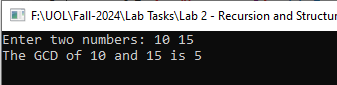 F:\UOL\Fall-2024\Lab Tasks\Lab 2 - Recursion and Structur
Enter two numbers: 10 15
The GCD of 10 and 15 is 5